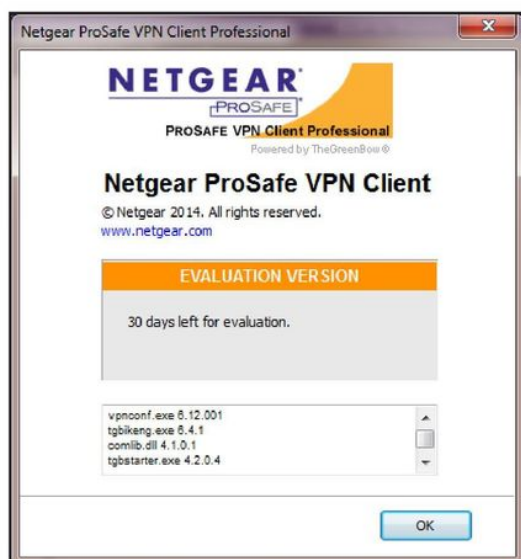 Netgear ProSafe VPN Client Professional
NETGEAR®
PROSAFE
PROSAFE VPN Client Professional
Powered by TheGreenBow ®
Netgear ProSafe VPN Client
© Netgear 2014. All rights reserved.
www.netgear.com
EVALUATION VERSION
30 days left for evaluation.
vpnconf.exe 6.12.001
tgbikeng.exe 6.4.1
comlib.dll 4.1.0.1
tgbstarter.exe 4.2.0.4
OK